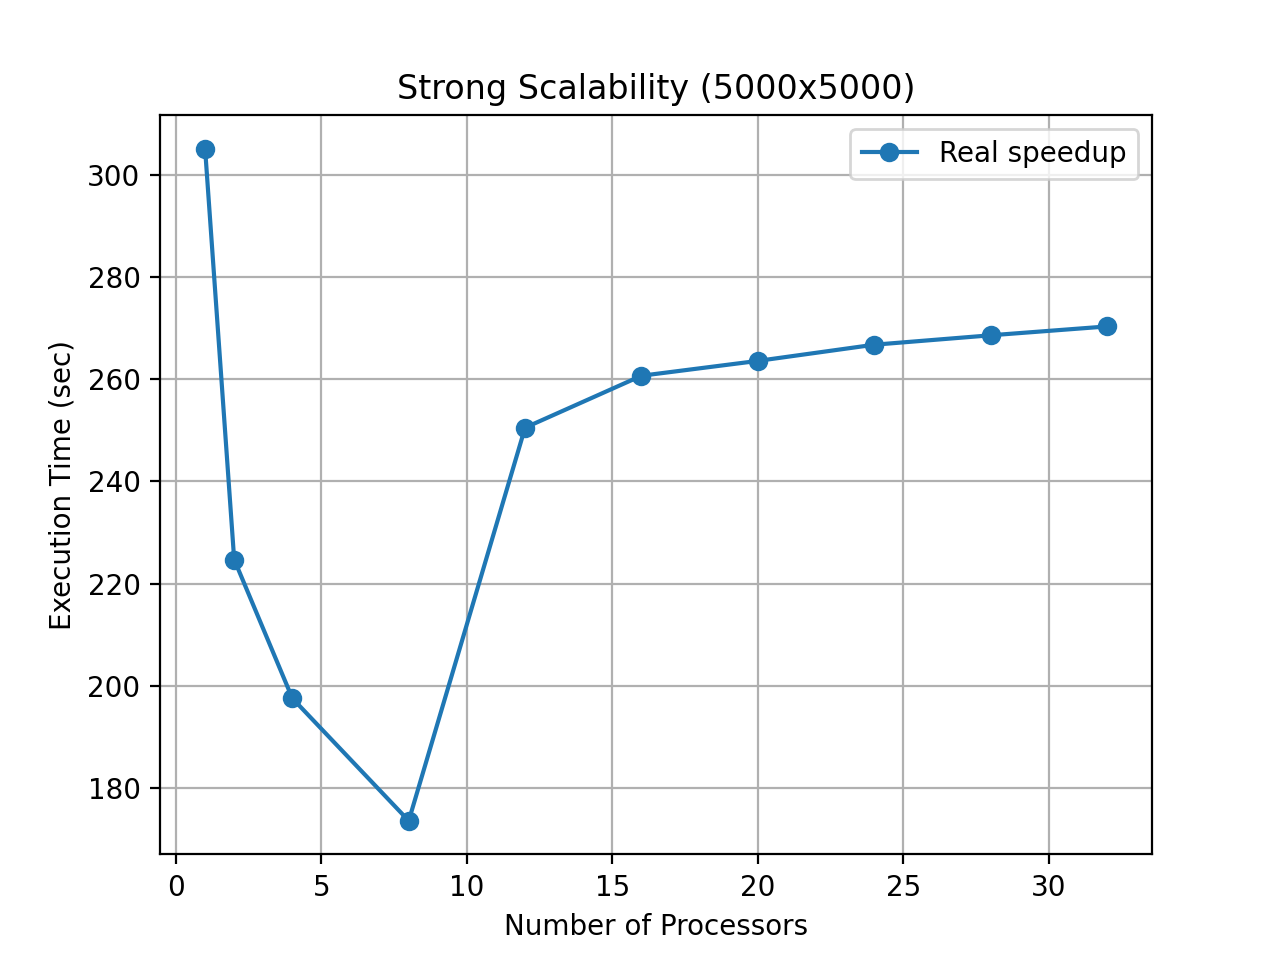 Strong Scalability (5000x5000)
Real speedup
Execution Time (sec)
300
280
260
240
220
200
180
0 5 10 15 20 25 30
Number of Processors